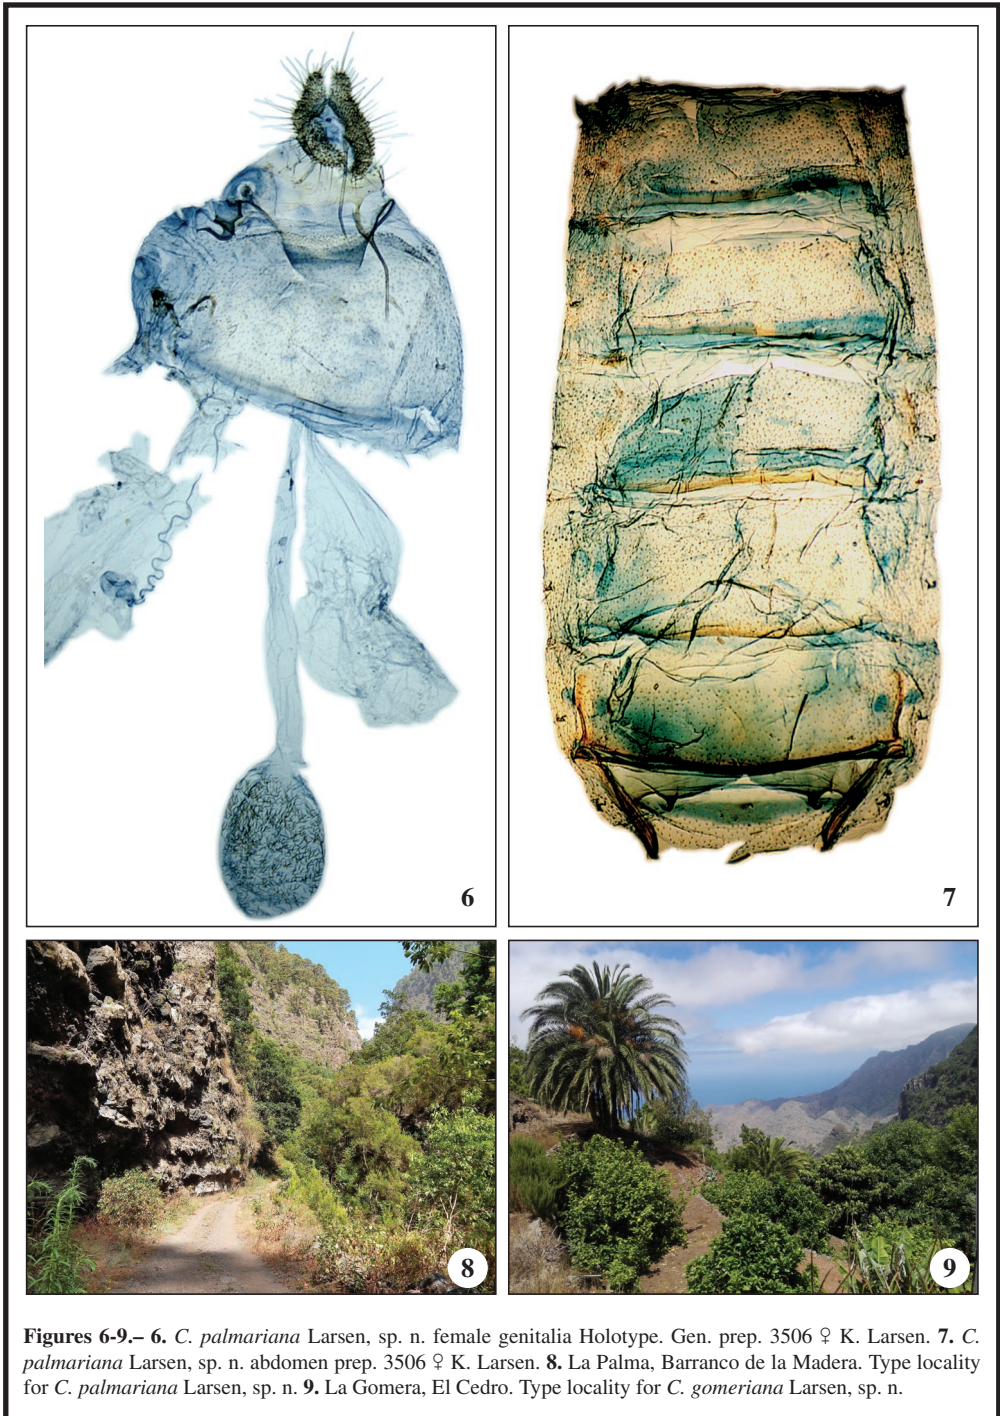 6
7
8
9
Figures 6-9.– 6. C. palmariana Larsen, sp. n. female genitalia Holotype. Gen. prep. 3506 ♀ K. Larsen. 7. C.
palmariana Larsen, sp. n. abdomen prep. 3506 ♀ K. Larsen. 8. La Palma, Barranco de la Madera. Type locality
for C. palmariana Larsen, sp. n. 9. La Gomera, El Cedro. Type locality for C. gomeriana Larsen, sp. n.